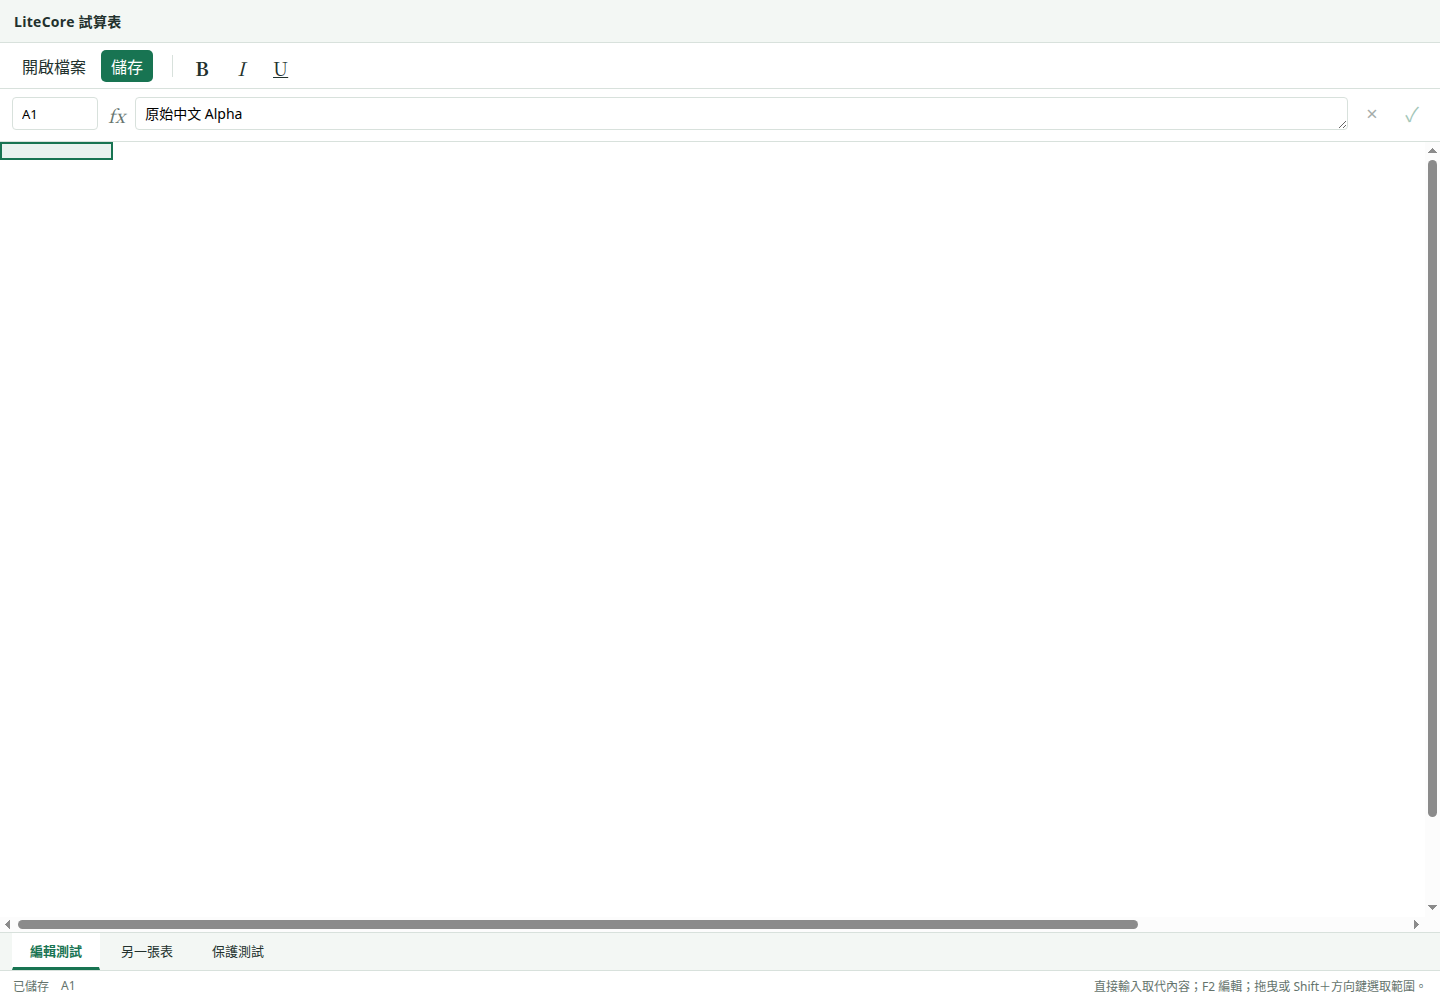 LiteCore 試算表
開啟檔案 儲存 B I U
A1 fx 原始中文 Alpha × ✓
編輯測試 另一張表 保護測試
已儲存 A1 直接輸入取代內容；F2 編輯；拖曳或 Shift＋方向鍵選取範圍。